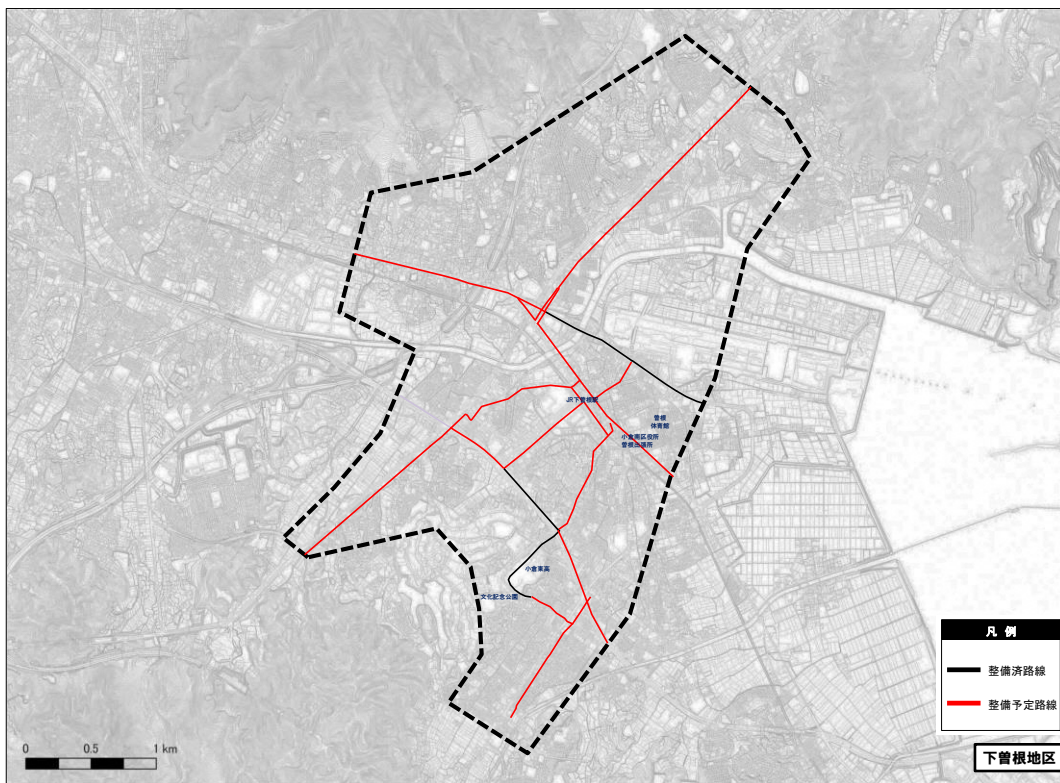 JR下曽根駅
曽根
体育館
小倉南区役所
曽根出張所
小倉東高
文化記念公園
凡 例
整備済路線
整備予定路線
0 0.5 1 km
下曽根地区